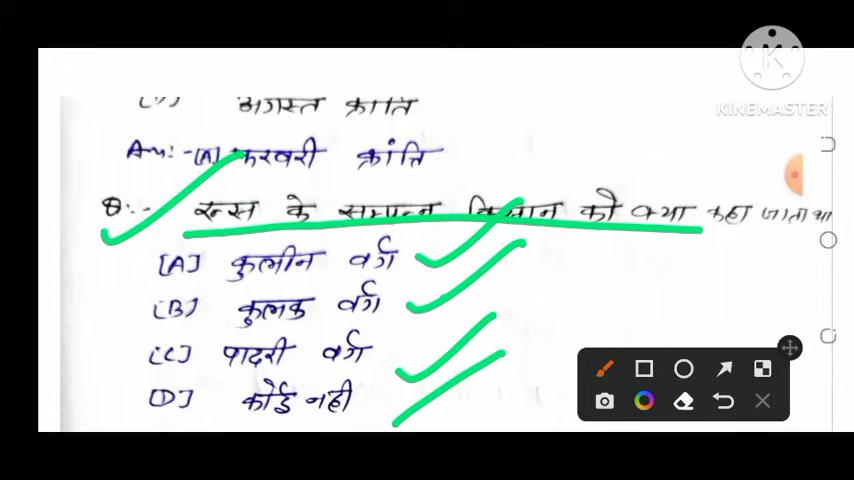 अगस्त क्रांति
KINEMASTER
Ans:-(A) फरवरी क्रांति
Q:- रूस के सम्पन्न किसान को क्या कहा जाता था
[A] कुलीन वर्ग
(B) कुलक वर्ग
(C) पादरी वर्ग
(D) कोई नही